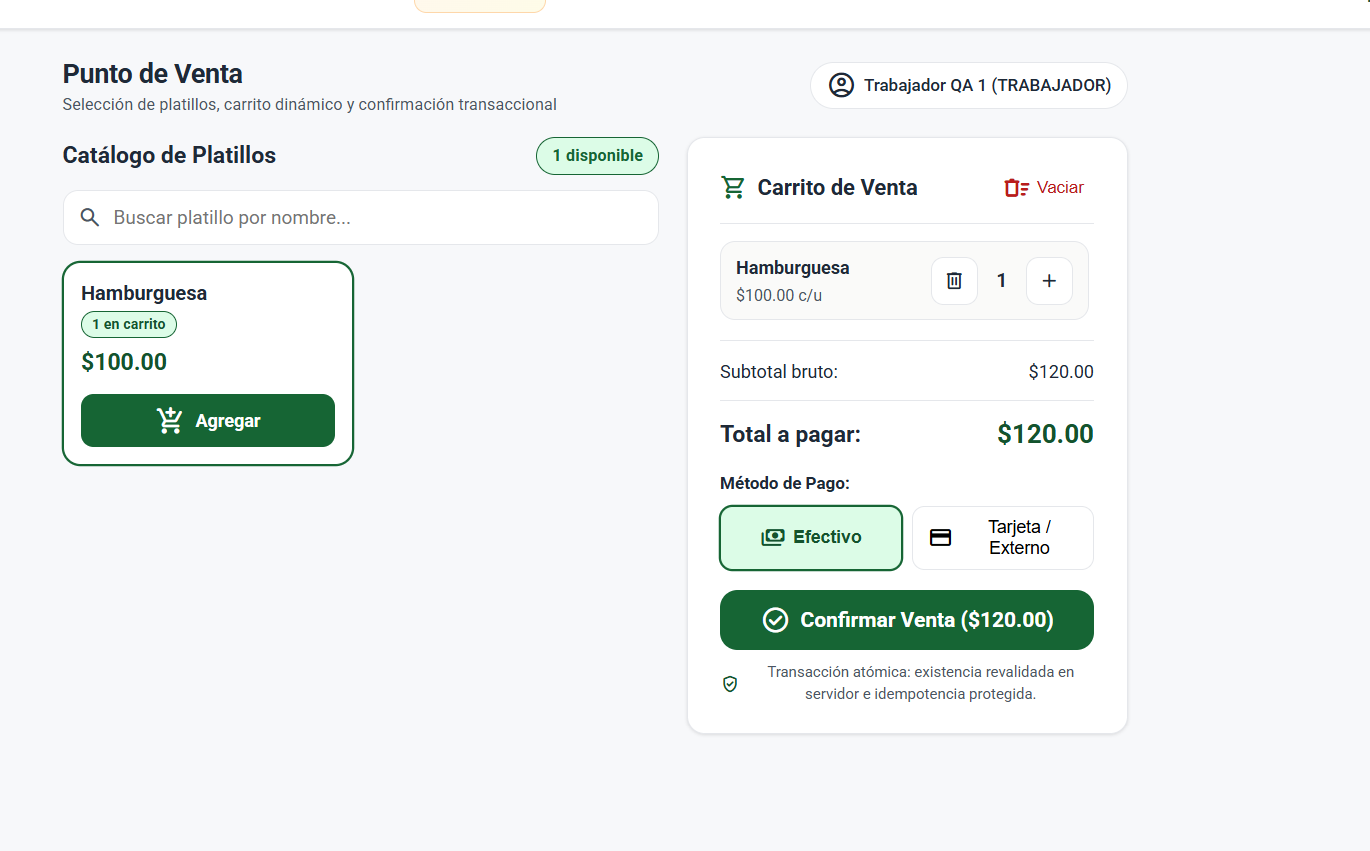 Punto de Venta
Selección de platillos, carrito dinámico y confirmación transaccional
Trabajador QA 1 (TRABAJADOR)
Catálogo de Platillos
1 disponible
Buscar platillo por nombre...
Hamburguesa
1 en carrito
$100.00
Agregar
Carrito de Venta
Vaciar
Hamburguesa
$100.00 c/u
1
+
Subtotal bruto:
$120.00
Total a pagar:
$120.00
Método de Pago:
Efectivo
Tarjeta /
Externo
Confirmar Venta ($120.00)
Transacción atómica: existencia revalidada en
servidor e idempotencia protegida.